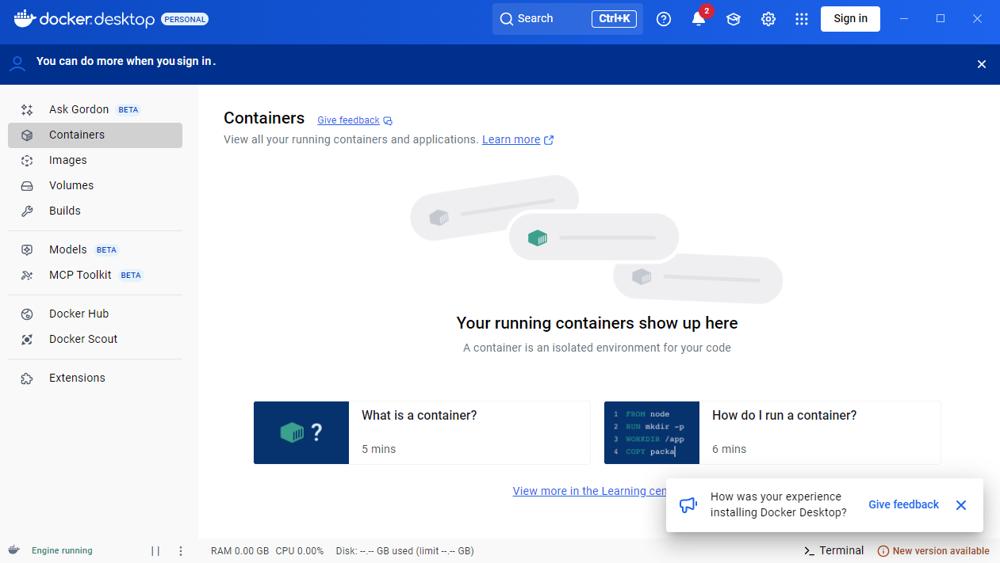 docker.desktop PERSONAL
Search Ctrl+K
2
Sign in
You can do more when you sign in.
Ask Gordon BETA
Containers
Images
Volumes
Builds
Models BETA
MCP Toolkit BETA
Docker Hub
Docker Scout
Extensions
Containers Give feedback
View all your running containers and applications. Learn more
Your running containers show up here
A container is an isolated environment for your code
?
What is a container?
5 mins
1 FROM node
2 RUN mkdir -p
3 WORKDIR /app
4 COPY packa
How do I run a container?
6 mins
View more in the Learning cen
How was your experience
installing Docker Desktop?
Give feedback
Engine running
RAM 0.00 GB CPU 0.00% Disk: --.-- GB used (limit --.-- GB)
>_ Terminal
New version available